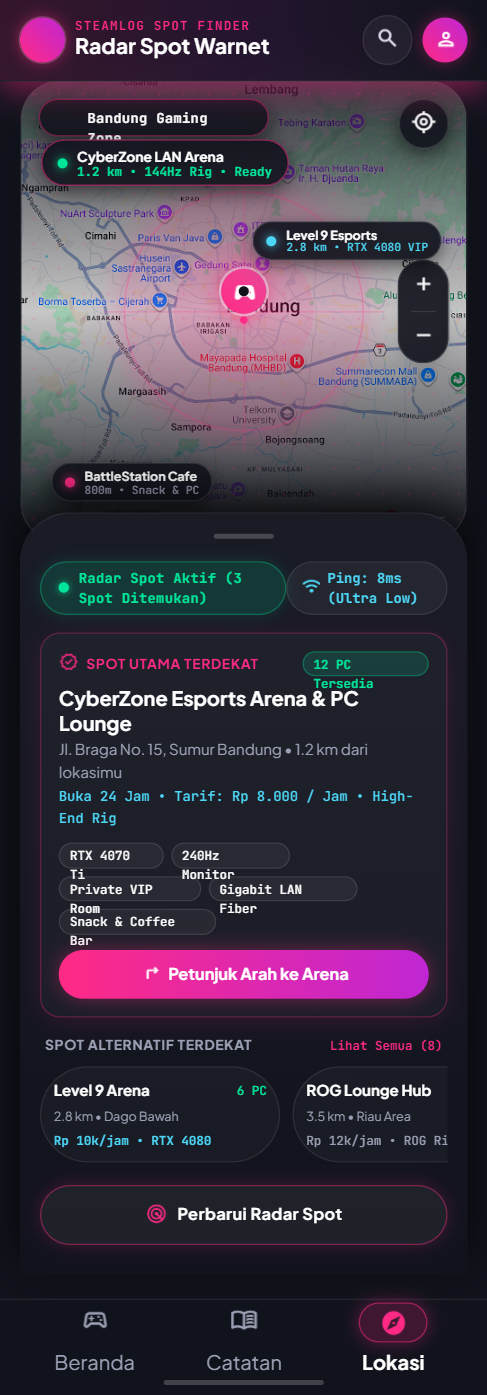 STEAMLOG SPOT FINDER
Radar Spot Warnet
Lembang
Bandung Gaming
Zone
Tebing Karaton
CyberZone LAN Arena
1.2 km • 144Hz Rig • Ready
Taman Hutan Raya
Ir. H. Djuanda
Ngamprah
KPAD
NuArt Sculpture Park
Cimahi
Paris Van Java
Level 9 Esports
2.8 km • RTX 4080 VIP
Husein
Sastranegara
Airport
Gedung Sate
Borma Toserba - Cijerah
BABAKAN
BABAKAN
IRIGASI
+
−
3
Mayapada Hospital
Bandung (MHBD)
Summarecon Mall
Bandung (SUMMABA)
Margaasih
Telkom
University
Padaleunyi-Toll Rd
Sampora
Bojongsoang
KP. MULYASARI
BattleStation Cafe
800m • Snack & PC
Baleendah
Radar Spot Aktif (3
Spot Ditemukan)
Ping: 8ms
(Ultra Low)
SPOT UTAMA TERDEKAT
12 PC
Tersedia
CyberZone Esports Arena & PC
Lounge
Jl. Braga No. 15, Sumur Bandung • 1.2 km dari
lokasimu
Buka 24 Jam • Tarif: Rp 8.000 / Jam • High-
End Rig
RTX 4070
Ti
240Hz
Monitor
Private VIP
Room
Gigabit LAN
Fiber
Snack & Coffee
Bar
Petunjuk Arah ke Arena
SPOT ALTERNATIF TERDEKAT
Lihat Semua (8)
Level 9 Arena
6 PC
2.8 km • Dago Bawah
Rp 10k/jam • RTX 4080
ROG Lounge Hub
3.5 km • Riau Area
Rp 12k/jam • ROG Ri
Perbarui Radar Spot
Beranda
Catatan
Lokasi